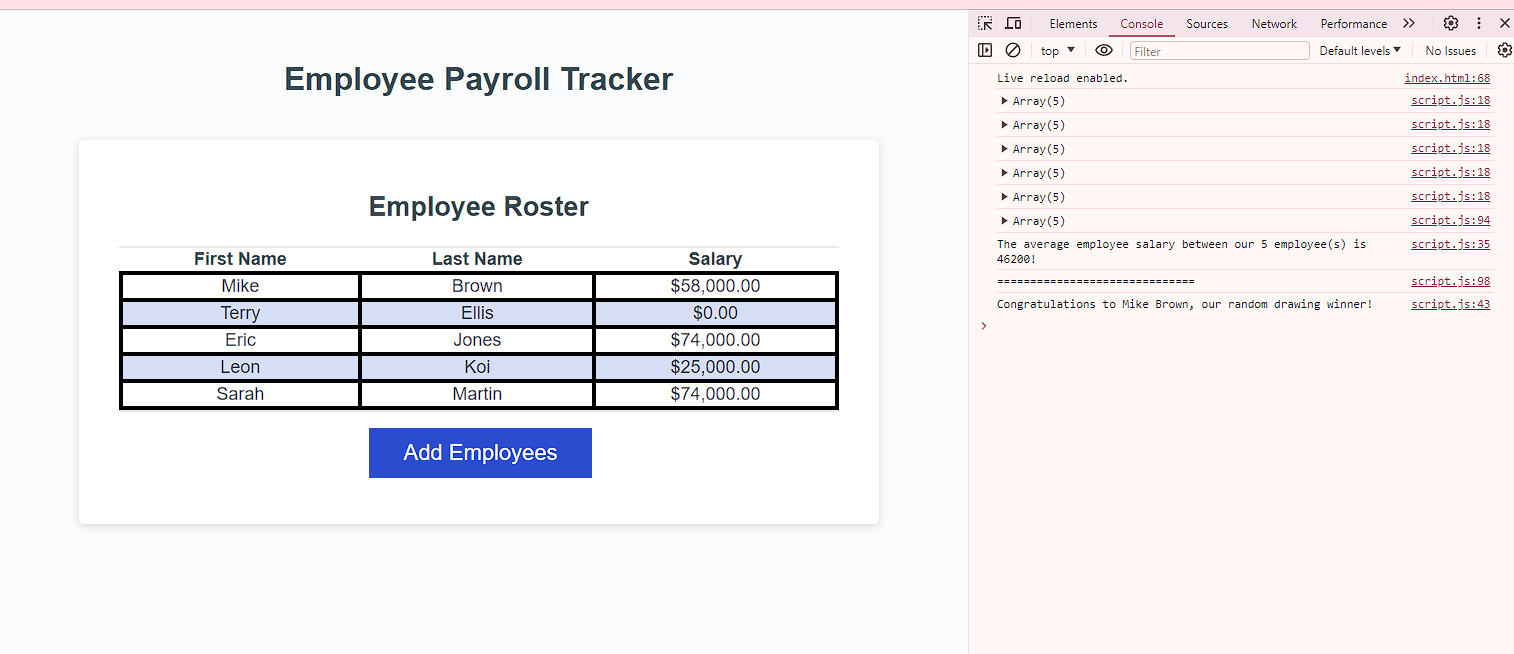 Employee Payroll Tracker
Employee Roster
First Name Last Name Salary
Mike Brown $58,000.00
Terry Ellis $0.00
Eric Jones $74,000.00
Leon Koi $25,000.00
Sarah Martin $74,000.00
Add Employees
Elements Console Sources Network Performance
top Filter Default levels No Issues
Live reload enabled. index.html:68
Array(5) script.js:18
Array(5) script.js:18
Array(5) script.js:18
Array(5) script.js:18
Array(5) script.js:18
Array(5) script.js:94
The average employee salary between our 5 employee(s) is script.js:35
46200!
============================== script.js:98
Congratulations to Mike Brown, our random drawing winner! script.js:43